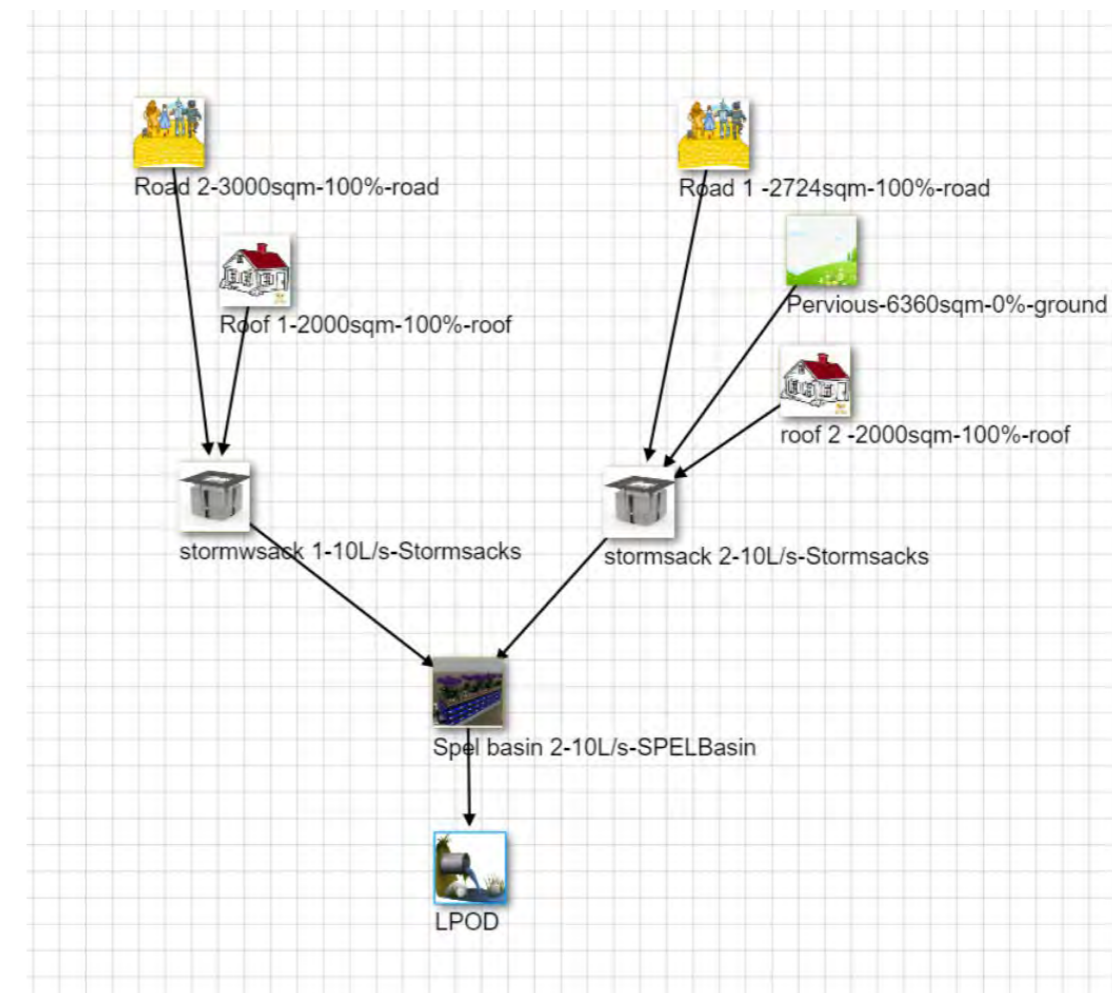 Road 2-3000sqm-100%-road
Road 1 -2724sqm-100%-road
Roof 1-2000sqm-100%-roof
Pervious-6360sqm-0%-ground
roof 2 -2000sqm-100%-roof
stormwsack 1-10L/s-Stormsacks
stormsack 2-10L/s-Stormsacks
Spel basin 2-10L/s-SPELBasin
LPOD